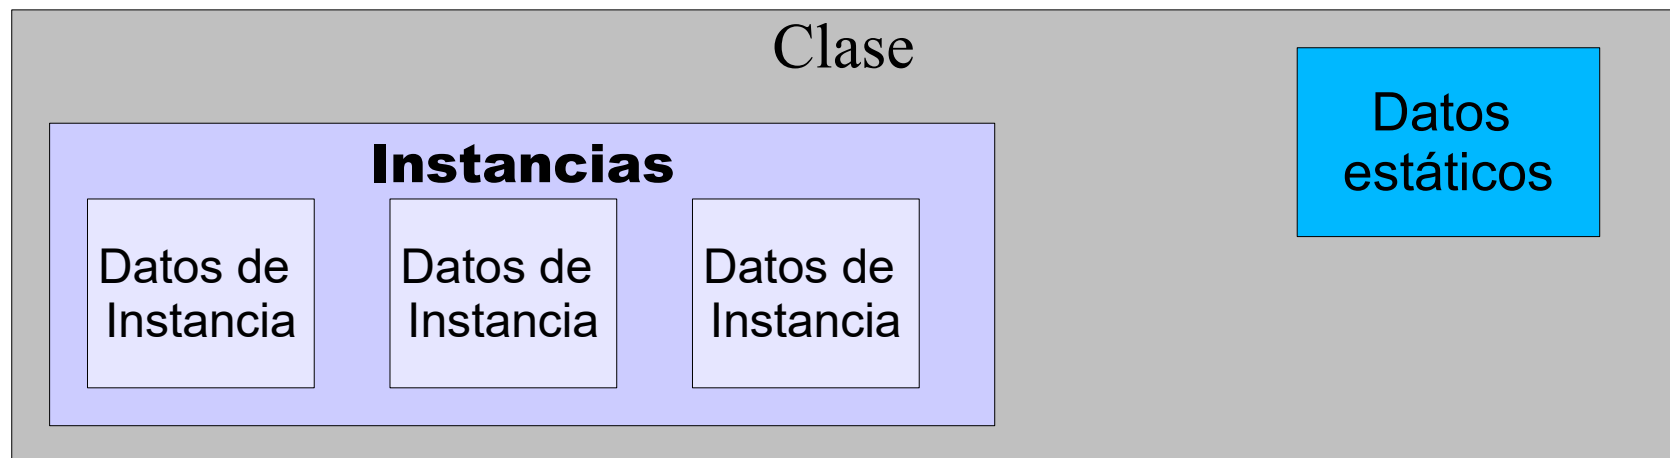 Clase
Datos
estáticos
Instancias
Datos de
Instancia
Datos de
Instancia
Datos de
Instancia